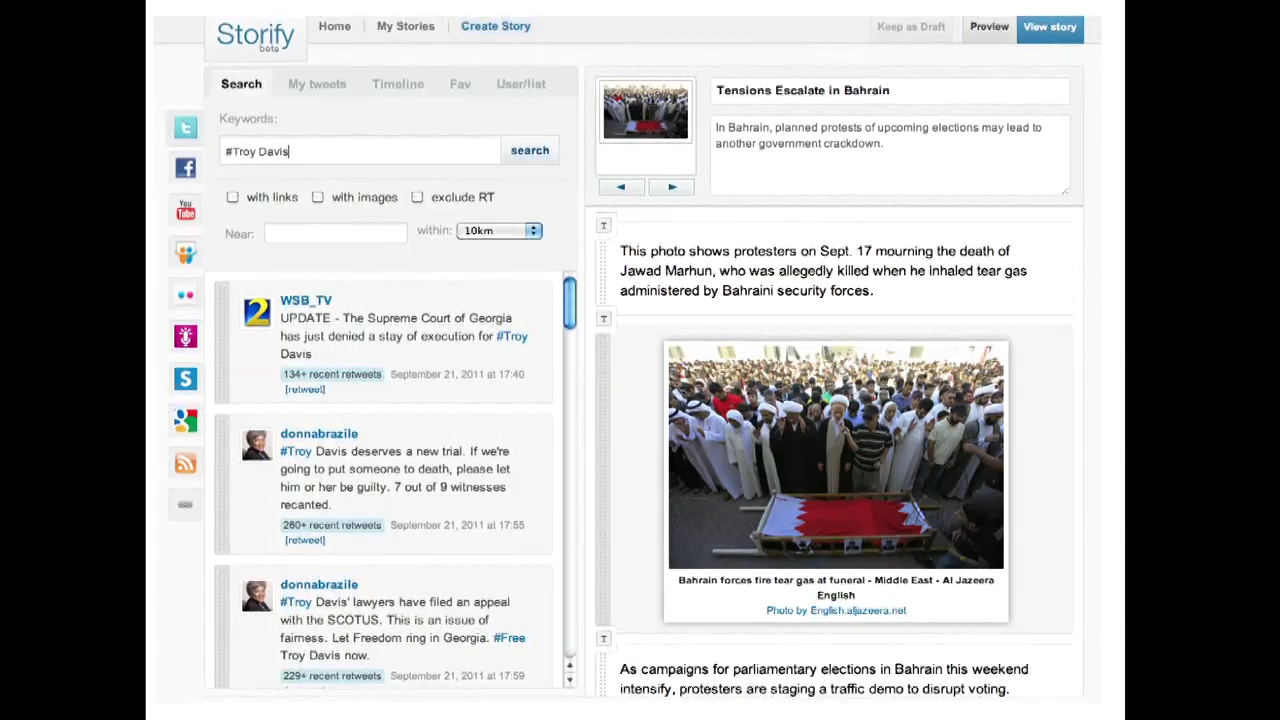 Storify
beta
Home
My Stories
Create Story
Keep as Draft
Preview
View story
Search
My tweets
Timeline
Fav
User/list
Keywords:
#Troy Davis
search
with links
with images
exclude RT
Near:
within:
10km
WSB_TV
UPDATE - The Supreme Court of Georgia
has just denied a stay of execution for #Troy
Davis
134+ recent retweets September 21, 2011 at 17:40
[retweet]
donnabrazile
#Troy Davis deserves a new trial. If we're
going to put someone to death, please let
him or her be guilty. 7 out of 9 witnesses
recanted.
260+ recent retweets September 21, 2011 at 17:55
[retweet]
donnabrazile
#Troy Davis' lawyers have filed an appeal
with the SCOTUS. This is an issue of
fairness. Let Freedom ring in Georgia. #Free
Troy Davis now.
229+ recent retweets September 21, 2011 at 17:59
t
f
You
Tube
S
g
2
Tensions Escalate in Bahrain
In Bahrain, planned protests of upcoming elections may lead to
another government crackdown.
T
This photo shows protesters on Sept. 17 mourning the death of
Jawad Marhun, who was allegedly killed when he inhaled tear gas
administered by Bahraini security forces.
T
Bahrain forces fire tear gas at funeral - Middle East - Al Jazeera
English
Photo by English.aljazeera.net
T
As campaigns for parliamentary elections in Bahrain this weekend
intensify, protesters are staging a traffic demo to disrupt voting.